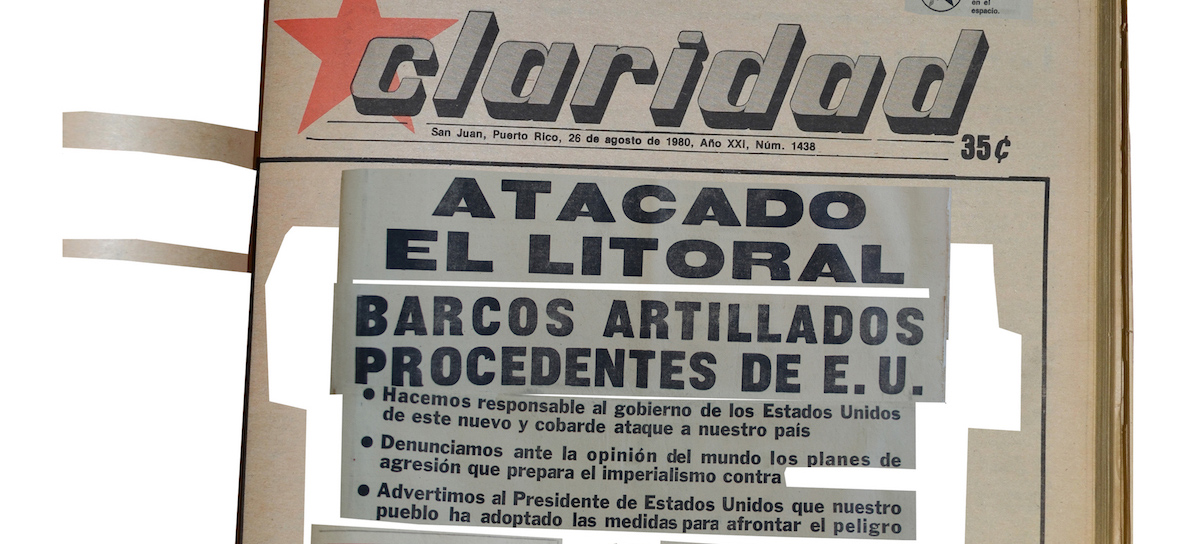 en el
espacio.
claridad
San Juan, Puerto Rico, 26 de agosto de 1980, Año XXI, Núm. 1438
35¢
ATACADO
EL LITORAL
BARCOS ARTILLADOS
PROCEDENTES DE E.U.
• Hacemos responsable al gobierno de los Estados Unidos
de este nuevo y cobarde ataque a nuestro país
• Denunciamos ante la opinión del mundo los planes de
agresión que prepara el imperialismo contra
• Advertimos al Presidente de Estados Unidos que nuestro
pueblo ha adoptado las medidas para afrontar el peligro